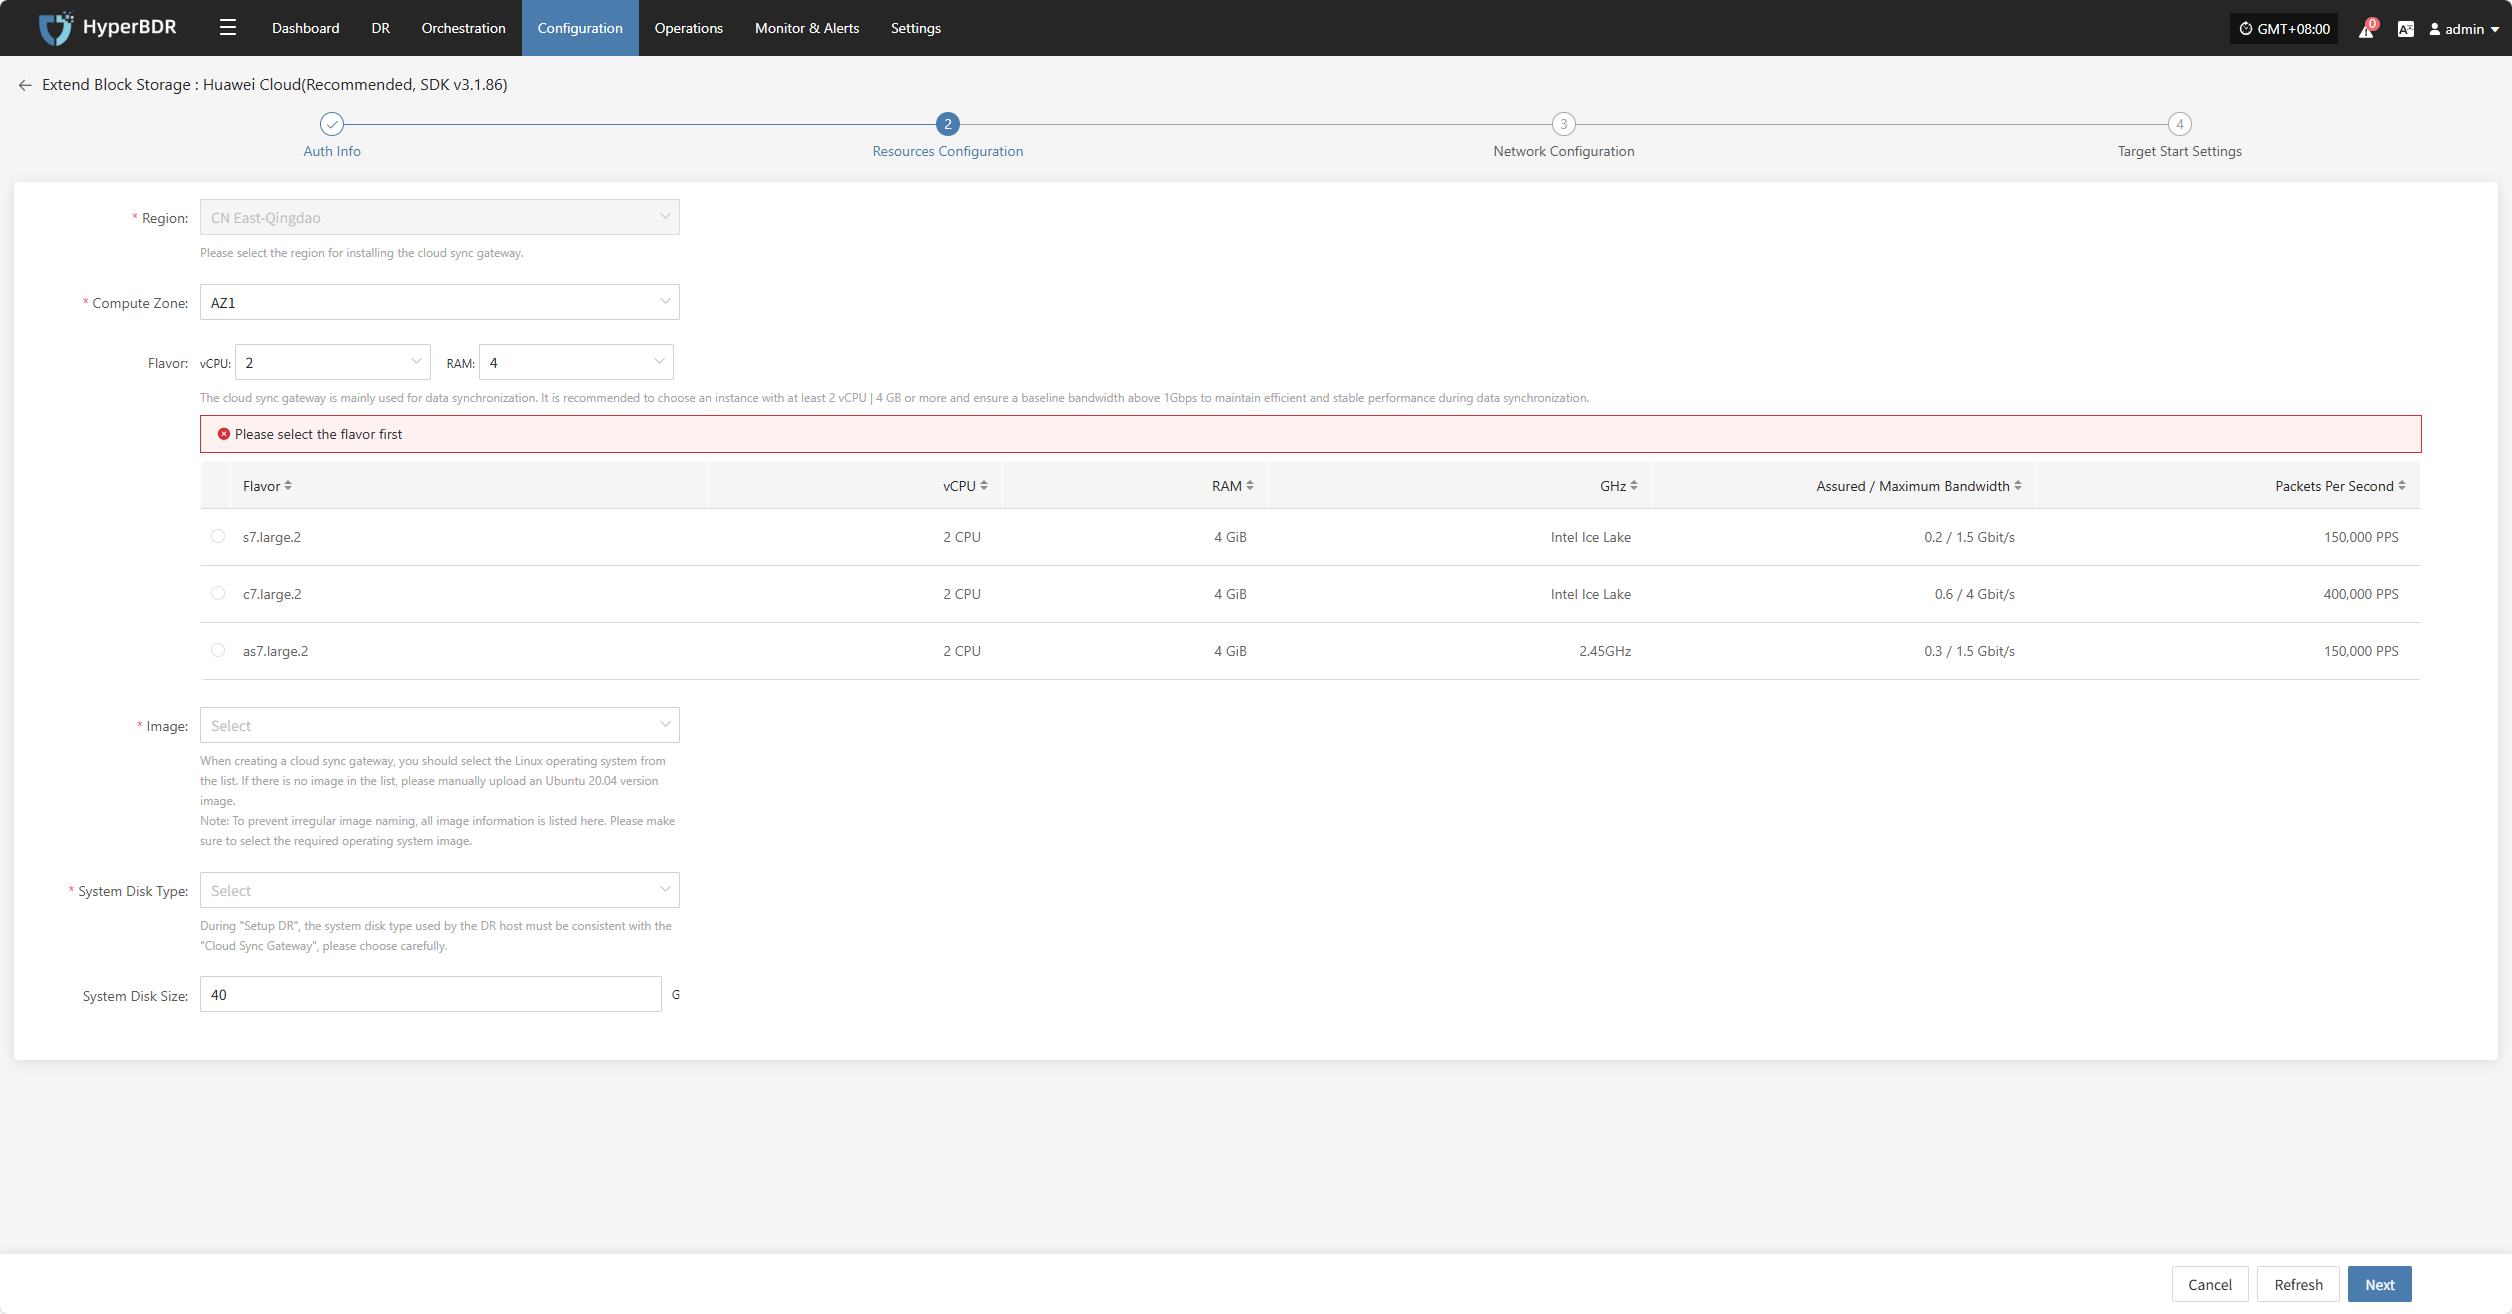 HyperBDR
Dashboard DR Orchestration Configuration Operations Monitor & Alerts Settings
GMT+08:00 0 admin
Extend Block Storage : Huawei Cloud(Recommended, SDK v3.1.86)
2 3 4
Auth Info Resources Configuration Network Configuration Target Start Settings
* Region: CN East-Qingdao
Please select the region for installing the cloud sync gateway.
* Compute Zone: AZ1
Flavor: vCPU: 2 RAM: 4
The cloud sync gateway is mainly used for data synchronization. It is recommended to choose an instance with at least 2 vCPU | 4 GB or more and ensure a baseline bandwidth above 1Gbps to maintain efficient and stable performance during data synchronization.
Please select the flavor first
Flavor vCPU RAM GHz Assured / Maximum Bandwidth Packets Per Second
s7.large.2 2 CPU 4 GiB Intel Ice Lake 0.2 / 1.5 Gbit/s 150,000 PPS
c7.large.2 2 CPU 4 GiB Intel Ice Lake 0.6 / 4 Gbit/s 400,000 PPS
as7.large.2 2 CPU 4 GiB 2.45GHz 0.3 / 1.5 Gbit/s 150,000 PPS
* Image: Select
When creating a cloud sync gateway, you should select the Linux operating system from
the list. If there is no image in the list, please manually upload an Ubuntu 20.04 version
image.
Note: To prevent irregular image naming, all image information is listed here. Please make
sure to select the required operating system image.
* System Disk Type: Select
During "Setup DR", the system disk type used by the DR host must be consistent with the
"Cloud Sync Gateway", please choose carefully.
System Disk Size: 40 G
Cancel Refresh Next